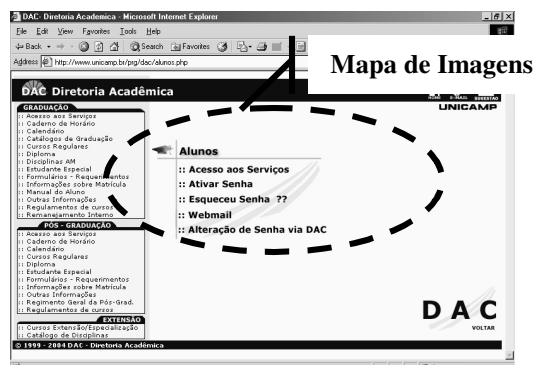 DAC- Diretoria Academica - Microsoft Internet Explorer
File Edit View Favorites Tools Help
Back Search Favorites
Address http://www.unicamp.br/prg/dac/alunos.php
Mapa de Imagens
DAC Diretoria Acadêmica
HOME E-MAIL SUGESTÃO
UNICAMP
GRADUAÇÃO
:: Acesso aos Serviços
:: Caderno de Horário
:: Calendário
:: Catálogos de Graduação
:: Cursos Regulares
:: Diploma
:: Disciplinas AM
:: Estudante Especial
:: Formulários - Requerimentos
:: Informações sobre Matrícula
:: Manual do Aluno
:: Outras Informações
:: Regulamentos de cursos
:: Remanejamento Interno
PÓS - GRADUAÇÃO
:: Acesso aos Serviços
:: Caderno de Horário
:: Calendário
:: Cursos Regulares
:: Diploma
:: Estudante Especial
:: Formulários - Requerimentos
:: Informações sobre Matrícula
:: Outras Informações
:: Regimento Geral da Pós-Grad.
:: Regulamentos de cursos
EXTENSÃO
:: Cursos Extensão/Especialização
:: Catálogo de Disciplinas
Alunos
:: Acesso aos Serviços
:: Ativar Senha
:: Esqueceu Senha ??
:: Webmail
:: Alteração de Senha via DAC
DAC
VOLTAR
© 1999 - 2004 DAC - Diretoria Acadêmica